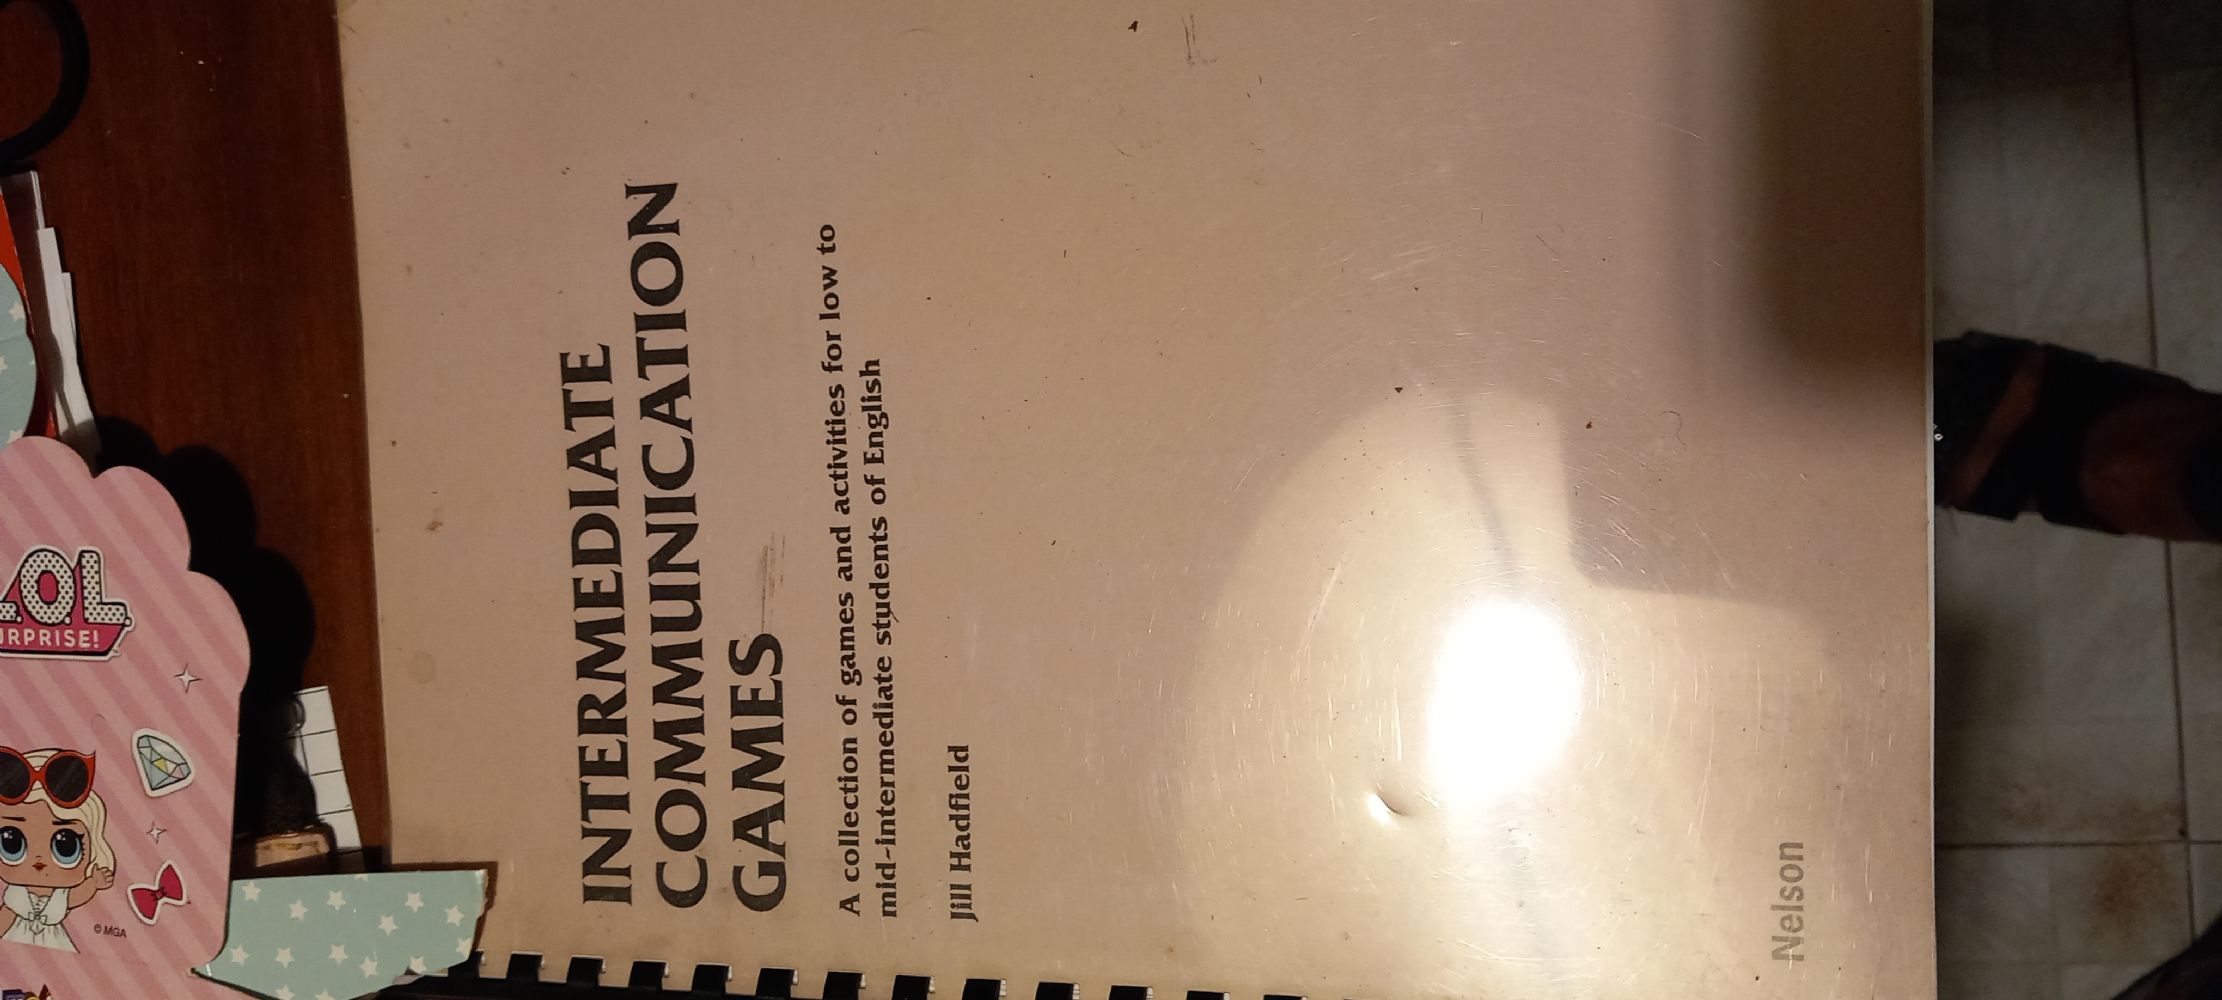 INTERMEDIATE
COMMUNICATION
GAMES
A collection of games and activities for low to
mid-intermediate students of English
Jill Hadfield
Nelson
L.O.L.
URPRISE!
© MGA